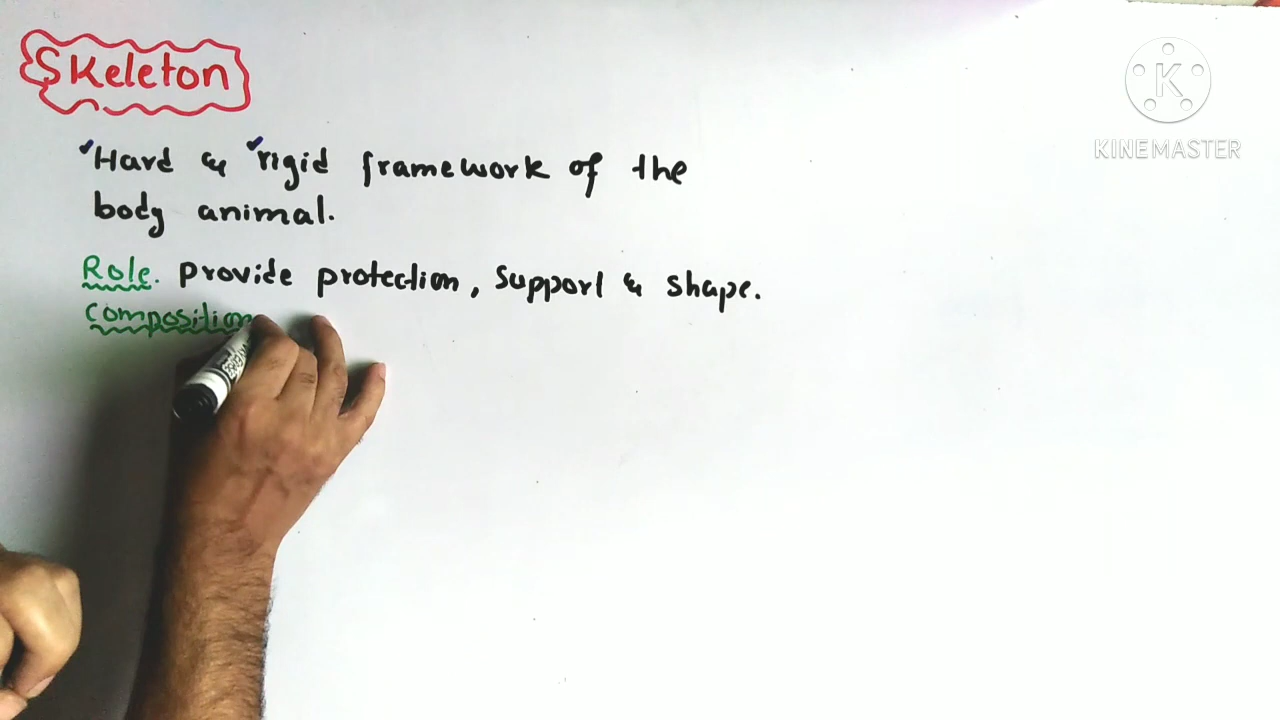 Skeleton
Hard & rigid framework of the
body animal.
Role. Provide protection, support & shape.
Composition
K
KINEMASTER